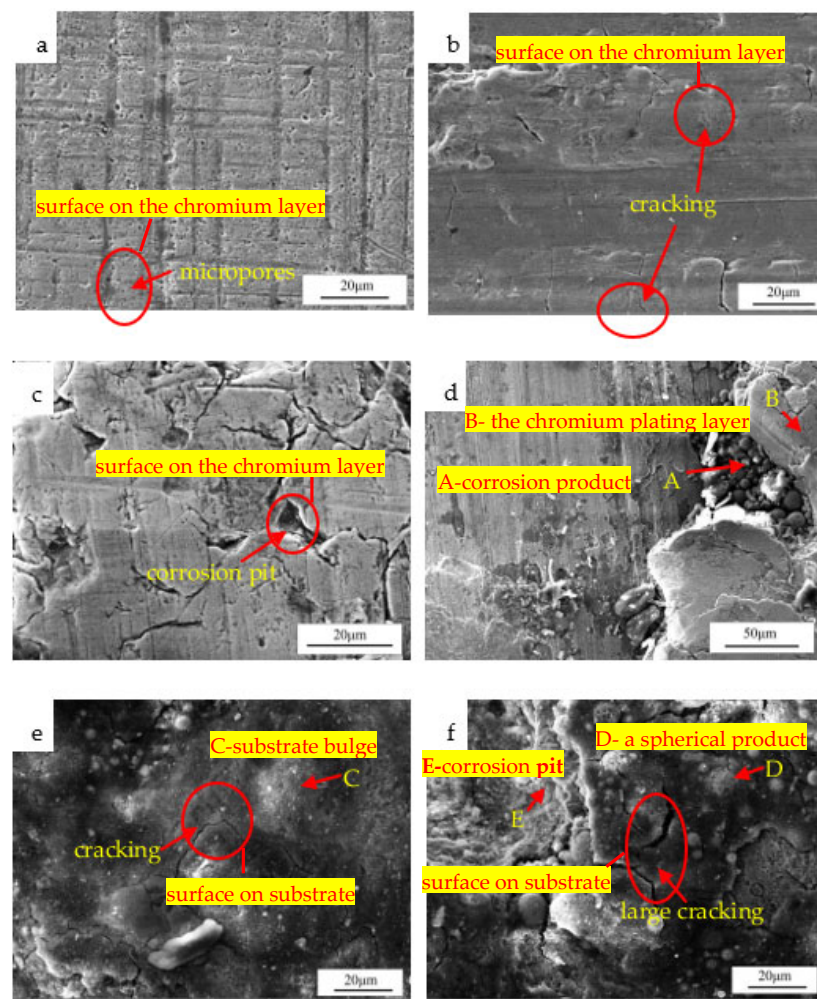 a
surface on the chromium layer
micropores
20μm
b
surface on the chromium layer
cracking
20μm
c
surface on the chromium layer
corrosion pit
20μm
d
B- the chromium plating layer
B
A-corrosion product
A
50μm
e
C-substrate bulge
C
cracking
surface on substrate
20μm
f
D- a spherical product
E-corrosion pit
D
E
surface on substrate
large cracking
20μm